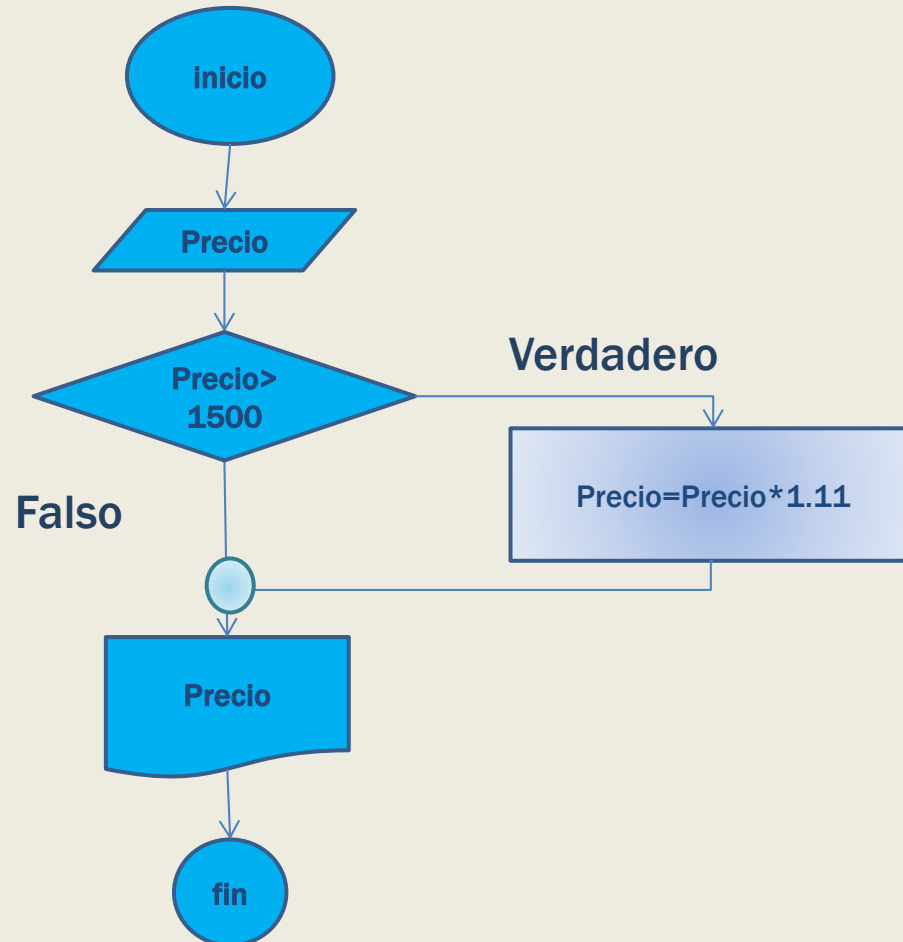 inicio
Precio
Precio>
1500
Verdadero
Precio=Precio*1.11
Falso
Precio
fin